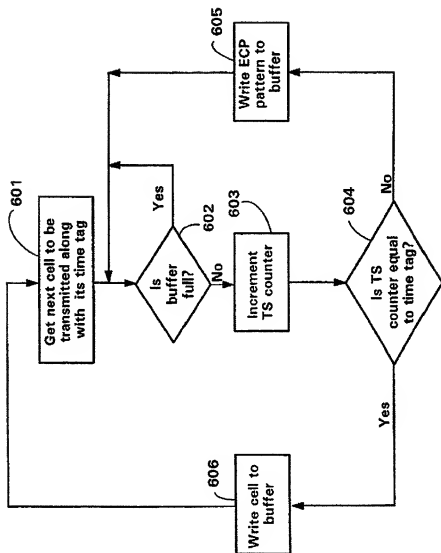 601
Get next cell to be
transmitted along
with its time tag
Yes
602
Is
buffer
full?
No
603
Increment
TS counter
604
Is TS
counter equal
to time tag?
No
605
Write ECP
pattern to
buffer
Yes
606
Write cell to
buffer